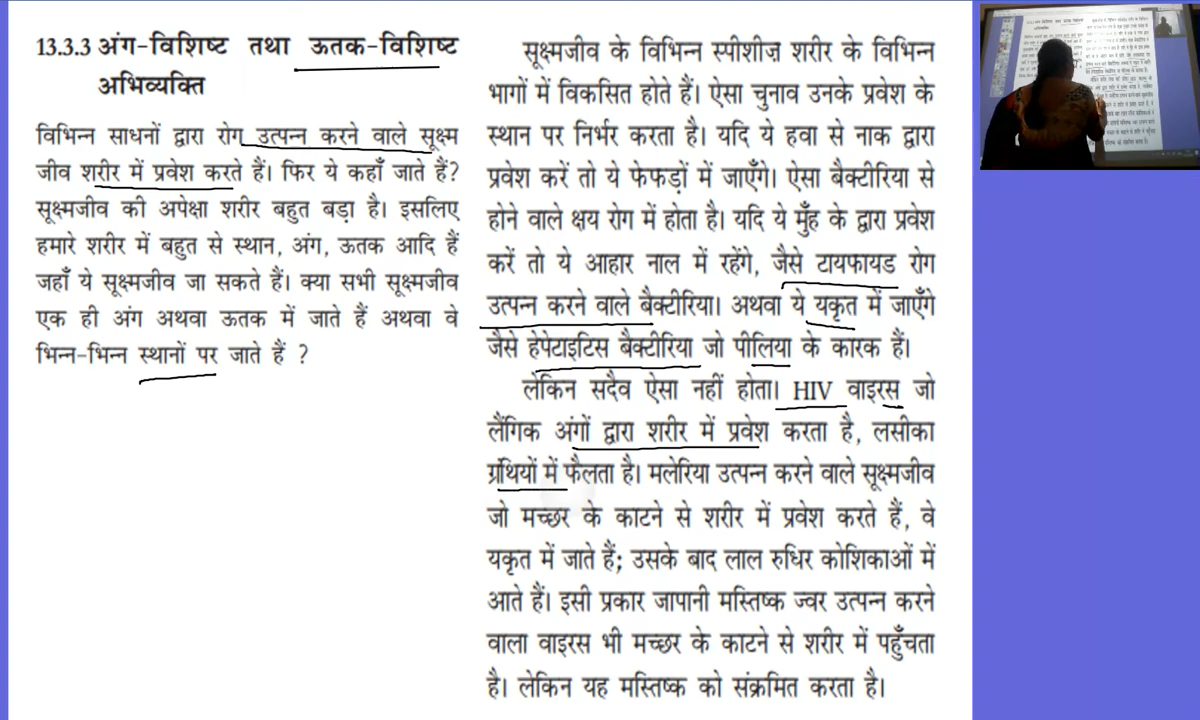 13.3.3 अंग-विशिष्ट तथा ऊतक-विशिष्ट
अभिव्यक्ति
विभिन्न साधनों द्वारा रोग उत्पन्न करने वाले सूक्ष्म
जीव शरीर में प्रवेश करते हैं। फिर ये कहाँ जाते हैं?
सूक्ष्मजीव की अपेक्षा शरीर बहुत बड़ा है। इसलिए
हमारे शरीर में बहुत से स्थान, अंग, ऊतक आदि हैं
जहाँ ये सूक्ष्मजीव जा सकते हैं। क्या सभी सूक्ष्मजीव
एक ही अंग अथवा ऊतक में जाते हैं अथवा वे
भिन्न-भिन्न स्थानों पर जाते हैं ?
सूक्ष्मजीव के विभिन्न स्पीशीज़ शरीर के विभिन्न
भागों में विकसित होते हैं। ऐसा चुनाव उनके प्रवेश के
स्थान पर निर्भर करता है। यदि ये हवा से नाक द्वारा
प्रवेश करें तो ये फेफड़ों में जाएँगे। ऐसा बैक्टीरिया से
होने वाले क्षय रोग में होता है। यदि ये मुँह के द्वारा प्रवेश
करें तो ये आहार नाल में रहेंगे, जैसे टायफायड रोग
उत्पन्न करने वाले बैक्टीरिया। अथवा ये यकृत में जाएँगे
जैसे हेपेटाइटिस बैक्टीरिया जो पीलिया के कारक हैं।
लेकिन सदैव ऐसा नहीं होता। HIV वाइरस जो
लैंगिक अंगों द्वारा शरीर में प्रवेश करता है, लसीका
ग्रंथियों में फैलता है। मलेरिया उत्पन्न करने वाले सूक्ष्मजीव
जो मच्छर के काटने से शरीर में प्रवेश करते हैं, वे
यकृत में जाते हैं; उसके बाद लाल रुधिर कोशिकाओं में
आते हैं। इसी प्रकार जापानी मस्तिष्क ज्वर उत्पन्न करने
वाला वाइरस भी मच्छर के काटने से शरीर में पहुँचता
है। लेकिन यह मस्तिष्क को संक्रमित करता है।